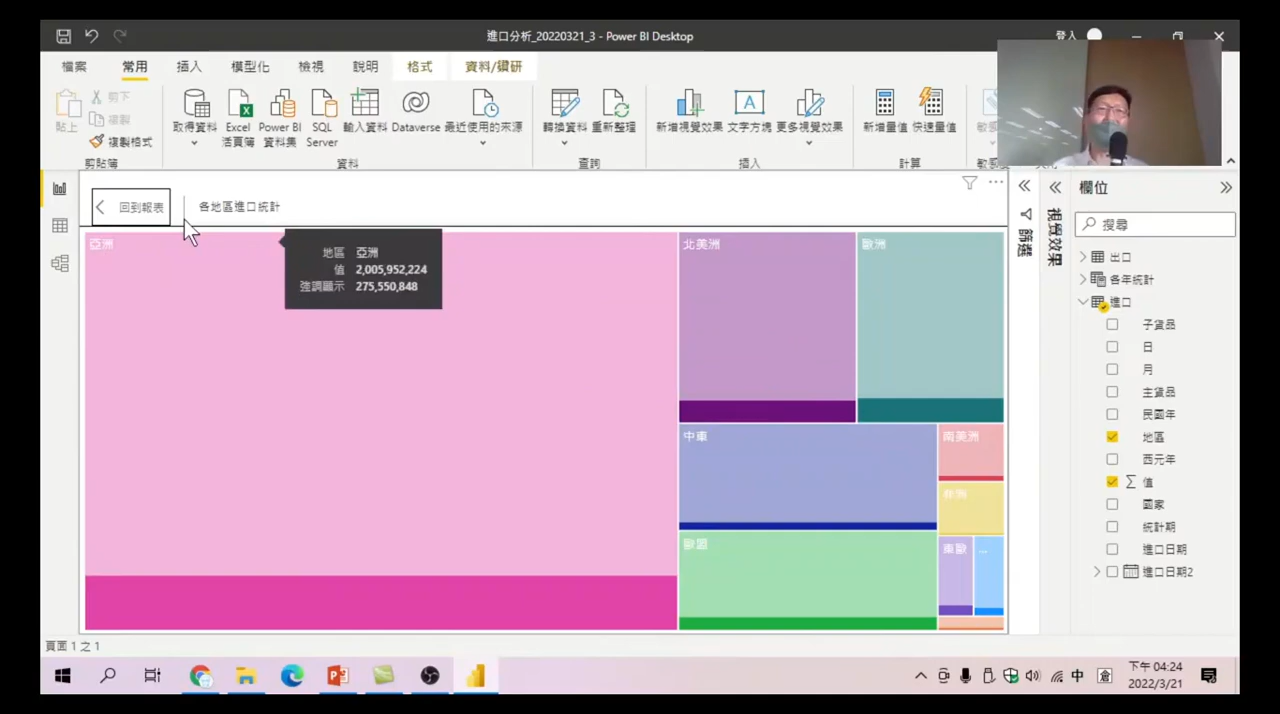 進口分析_20220321_3 - Power BI Desktop
登入
檔案 常用 插入 模型化 檢視 說明 格式 資料/鑽研
貼上
剪下
複製
複製格式
取得資料 Excel 活頁簿 Power BI 資料集 SQL Server 輸入資料 Dataverse 最近使用的來源
轉換資料 重新整理
新增視覺效果 文字方塊 更多視覺效果
新增量值 快速量值
剪貼簿 資料 查詢 插入 計算
回到報表 各地區進口統計
亞洲
地區 亞洲
值 2,005,952,224
強調顯示 275,550,848
北美洲
歐洲
中東
南美洲
非洲
歐盟
東歐
...
篩選
視覺效果
欄位
搜尋
出口
各年統計
進口
子貨品
日
月
主貨品
民國年
地區
西元年
值
國家
統計期
進口日期
進口日期2
頁面 1 之 1
中
倉
下午 04:24
2022/3/21